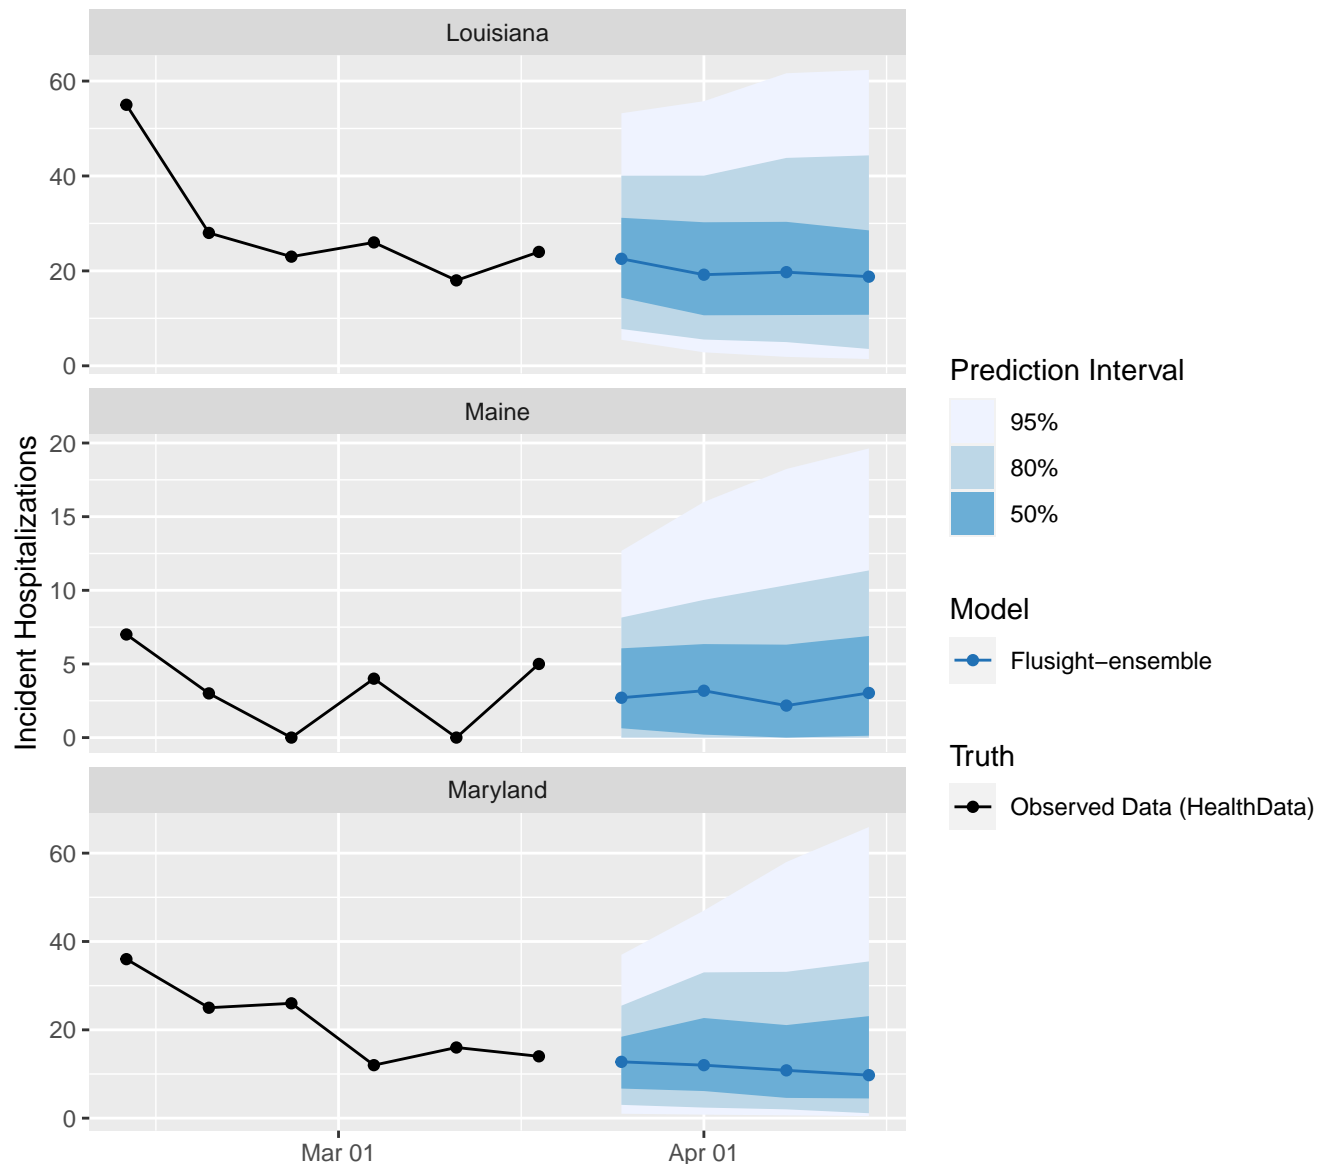 Louisiana
60
40
20
0
Maine
20
15
10
5
0
Maryland
60
40
20
0
Mar 01
Apr 01
Incident Hospitalizations
Prediction Interval
95%
80%
50%
Model
Flusight−ensemble
Truth
Observed Data (HealthData)